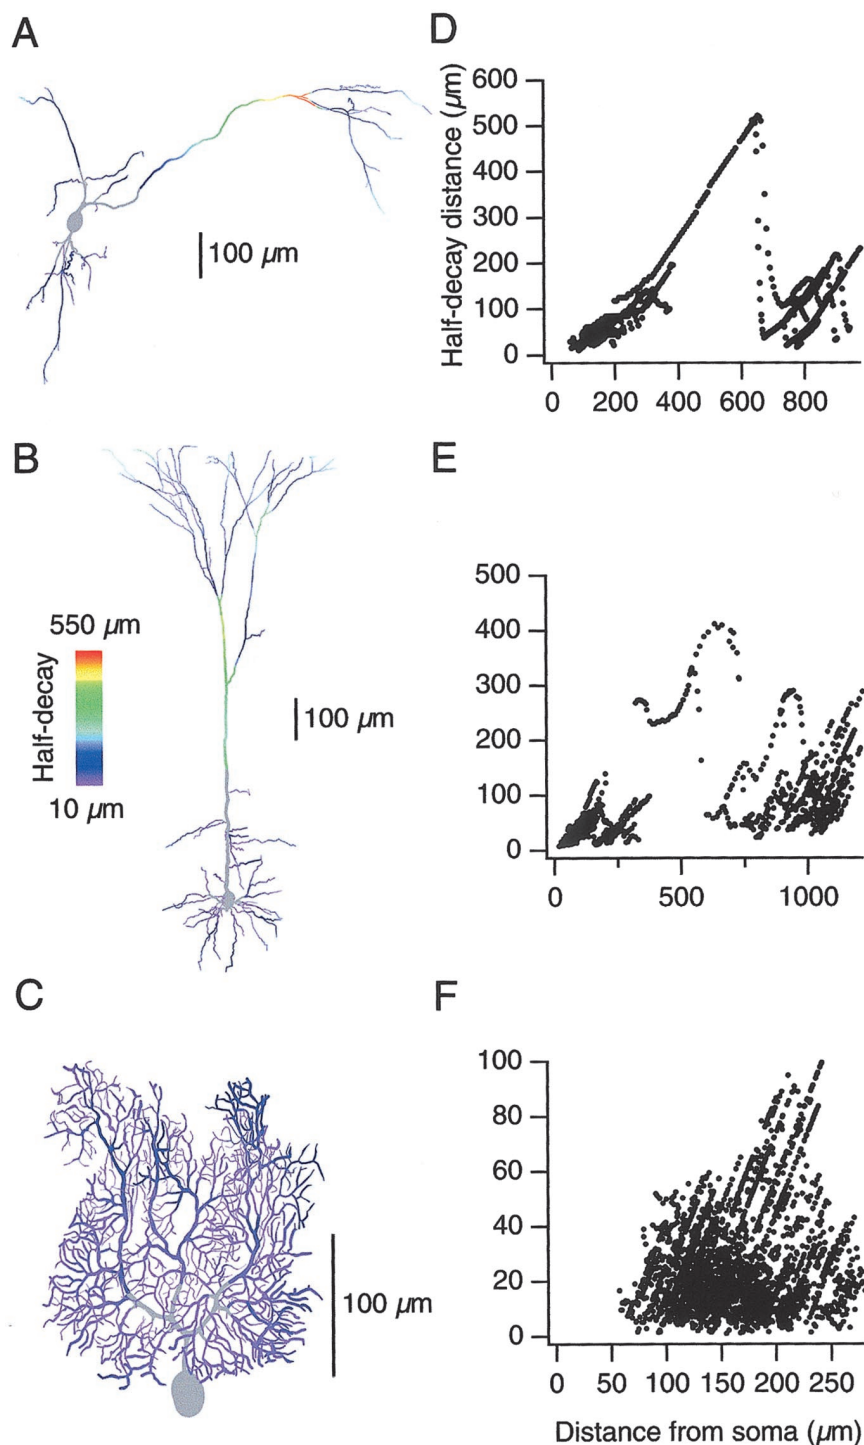 A
100 µm
D
Half-decay distance (µm)
600
500
400
300
200
100
0
0 200 400 600 800
B
550 µm
Half-decay
10 µm
100 µm
E
500
400
300
200
100
0
0 500 1000
C
100 µm
F
100
80
60
40
20
0
0 50 100 150 200 250
Distance from soma (µm)